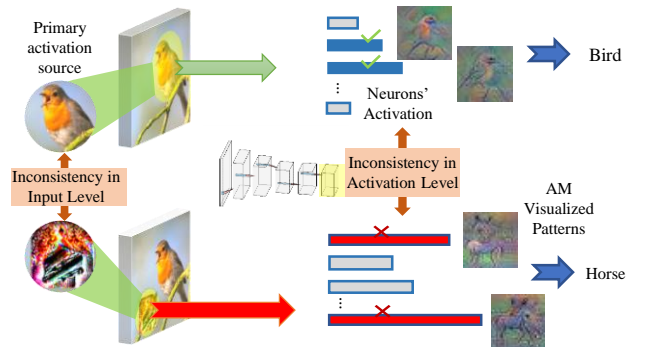 Primary
activation
source
Neurons'
Activation
Bird
Inconsistency in
Input Level
Inconsistency in
Activation Level
AM
Visualized
Patterns
Horse